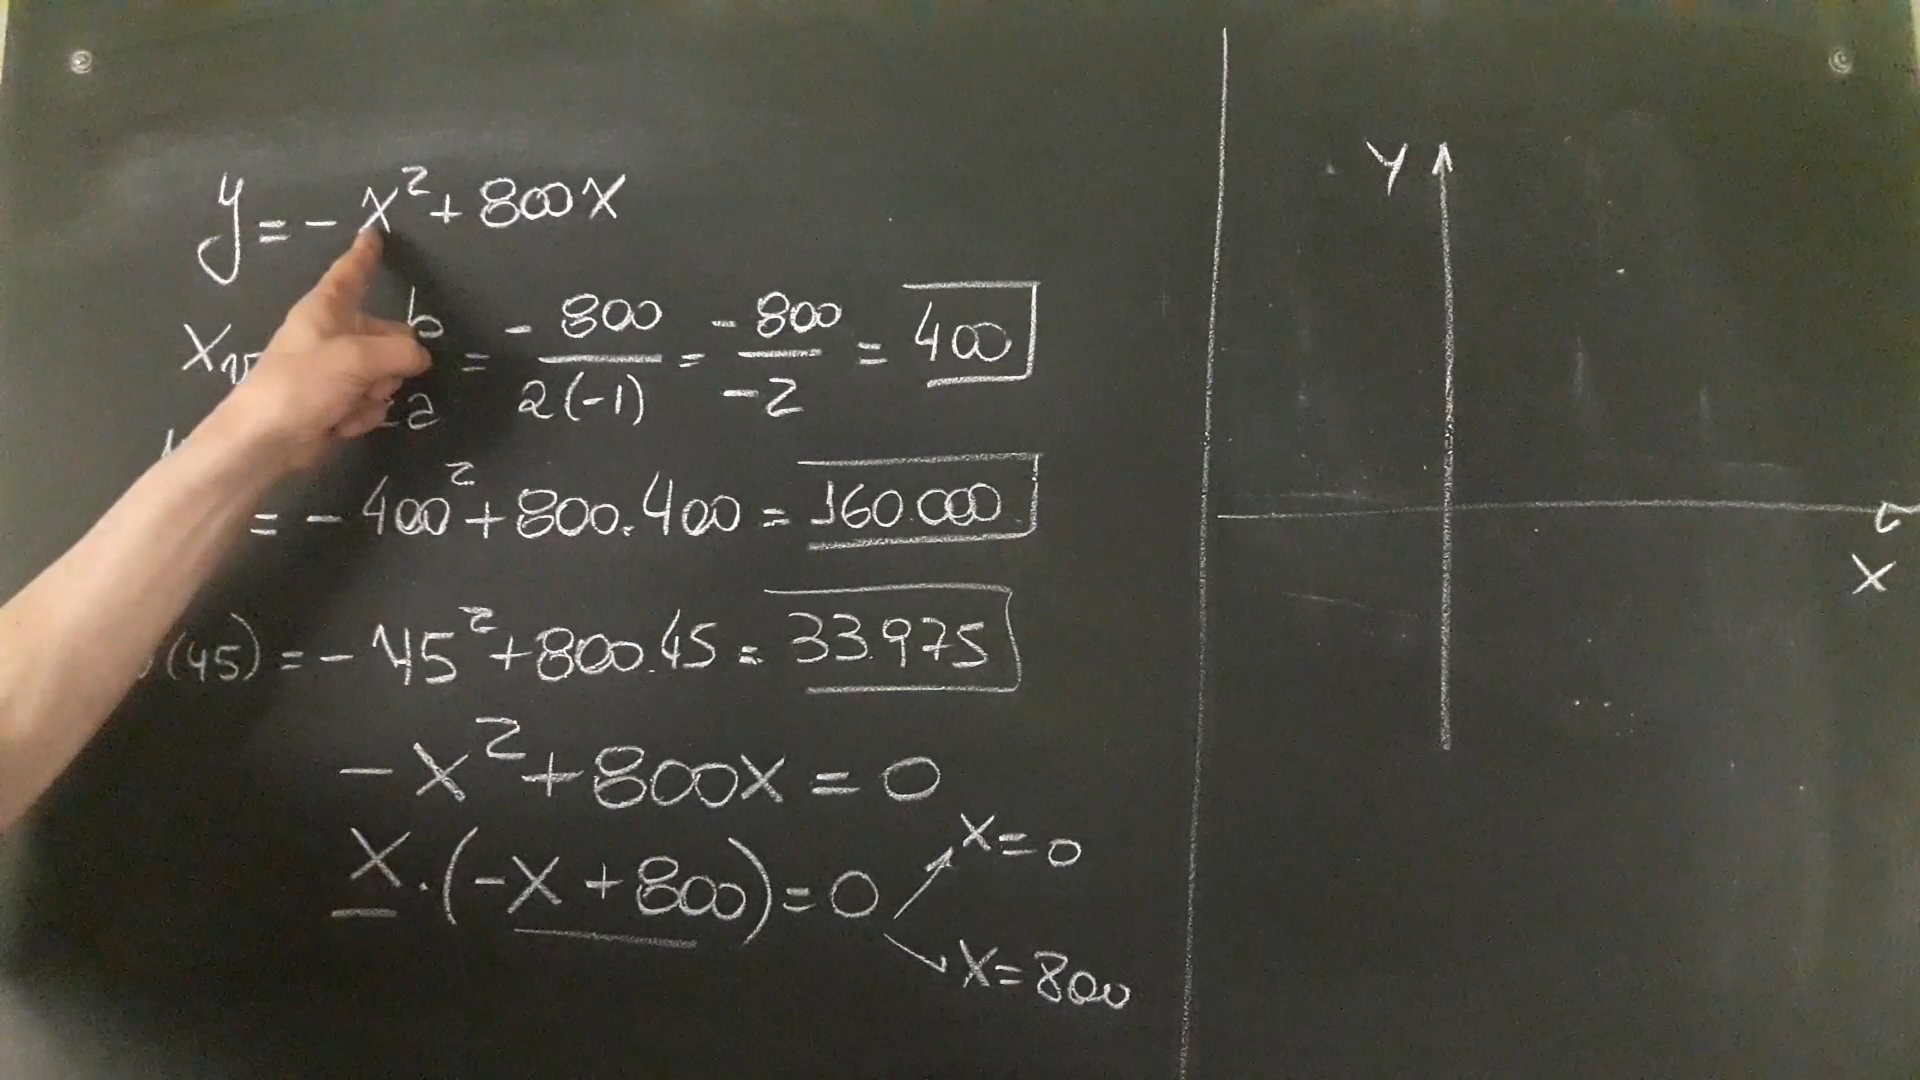 y = - x² + 800x
Y
x b/2a = - 800/2(-1) = - 800/-2 = 400
= - 400² + 800.400 = 160.000
X
(45) = - 45² + 800.45 = 33.975
- x² + 800x = 0
x . (-x + 800) = 0
x = 0
x = 800